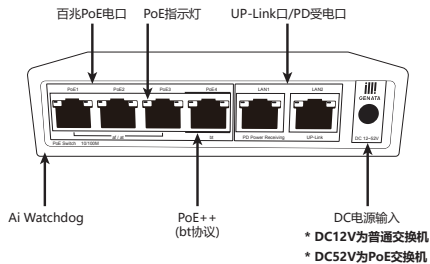 百兆PoE电口
PoE指示灯
UP-Link口/PD受电口
PoE1
PoE2
PoE3
PoE4
LAN1
LAN2
GENATA
af / at
bt
PD Power Receiving
UP-Link
DC 12~52V
PoE Switch 10/100M
Ai Watchdog
PoE++
(bt协议)
DC电源输入
* DC12V为普通交换机
* DC52V为PoE交换机